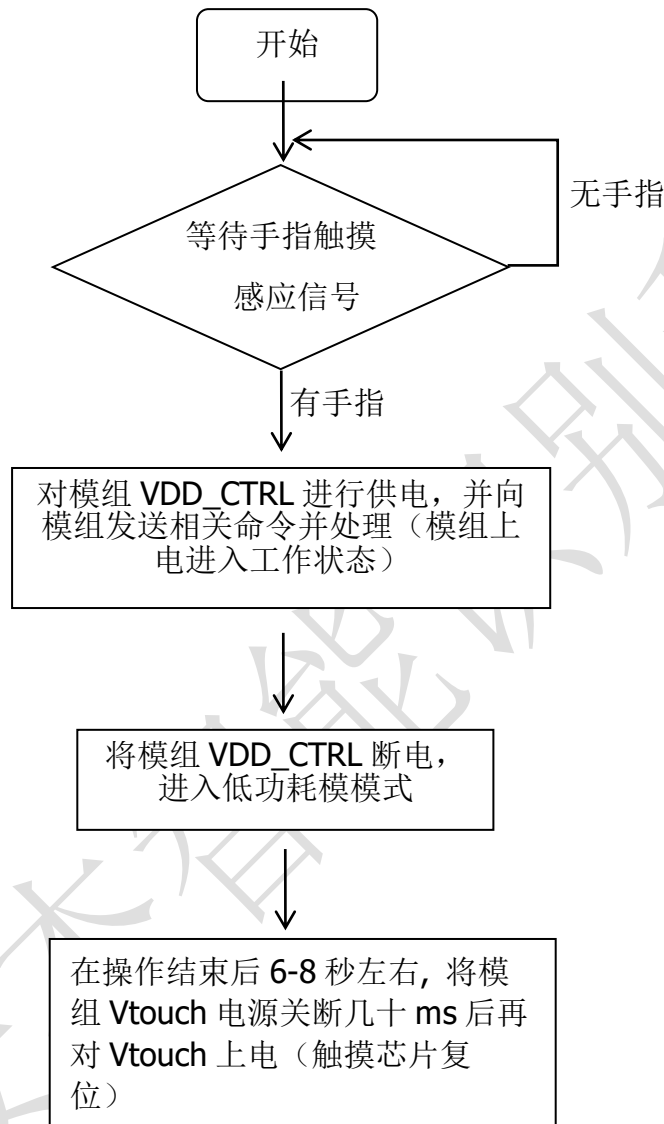 开始
无手指
等待手指触摸
感应信号
有手指
对模组 VDD_CTRL 进行供电，并向
模组发送相关命令并处理（模组上
电进入工作状态）
将模组 VDD_CTRL 断电，
进入低功耗模模式
在操作结束后 6-8 秒左右, 将模
组 Vtouch 电源关断几十 ms 后再
对 Vtouch 上电（触摸芯片复
位）